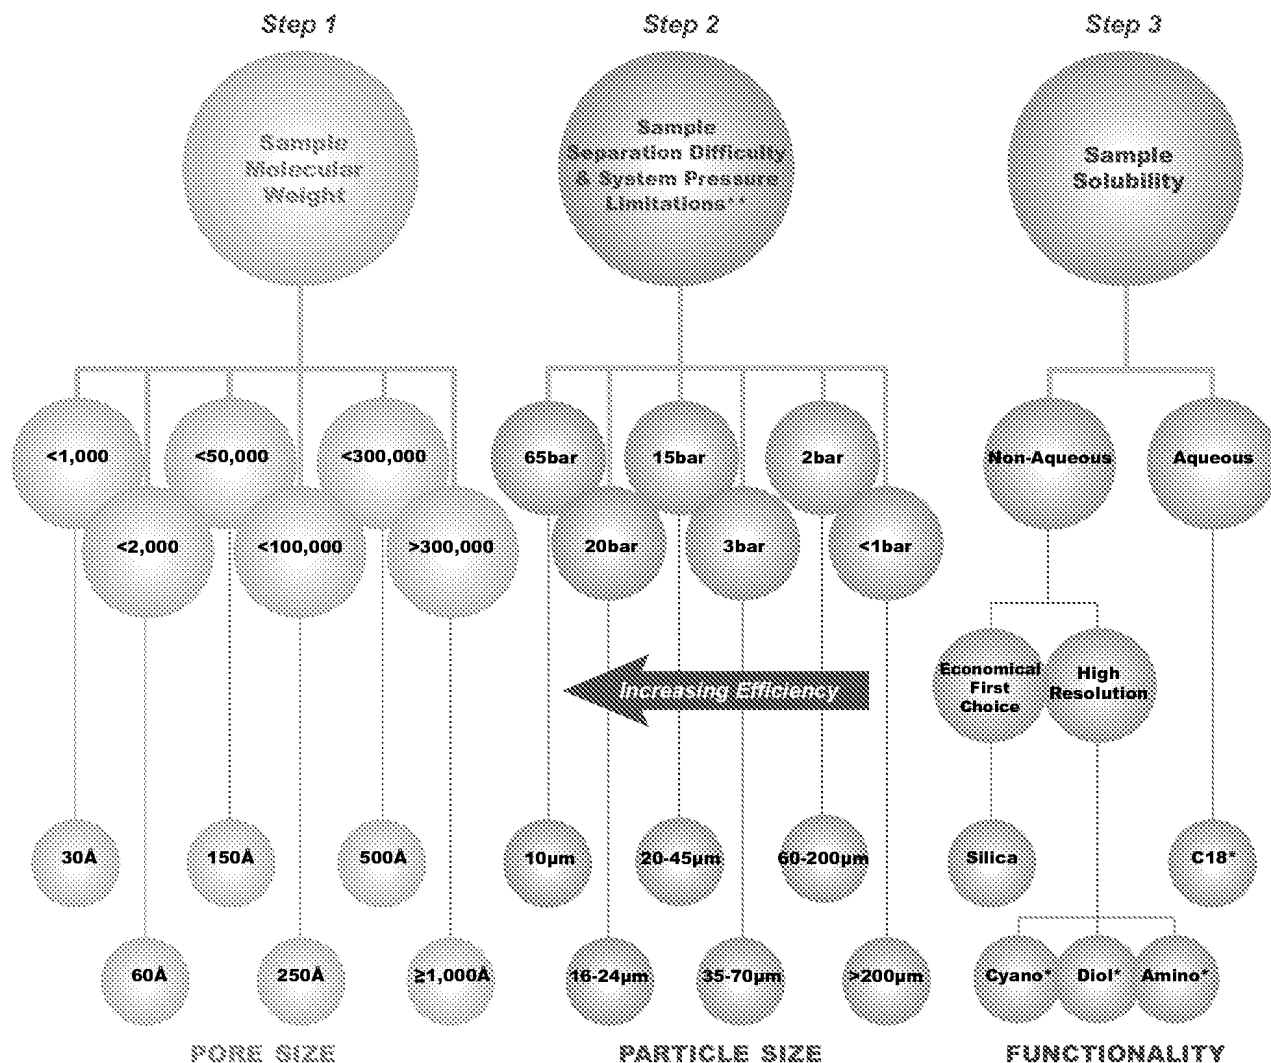 Step 1
Step 2
Step 3
Sample
Molecular
Weight
Sample
Separation Difficulty
& System Pressure
Limitations**
Sample
Solubility
<1,000
<50,000
<300,000
<2,000
<100,000
>300,000
65bar
15bar
2bar
20bar
3bar
<1bar
Non-Aqueous
Aqueous
Increasing Efficiency
Economical
First
Choice
High
Resolution
30Å
150Å
500Å
60Å
250Å
≥1,000Å
10µm
20-45µm
60-200µm
16-24µm
35-70µm
>200µm
Silica
C18*
Cyano*
Diol*
Amino*
PORE SIZE
PARTICLE SIZE
FUNCTIONALITY